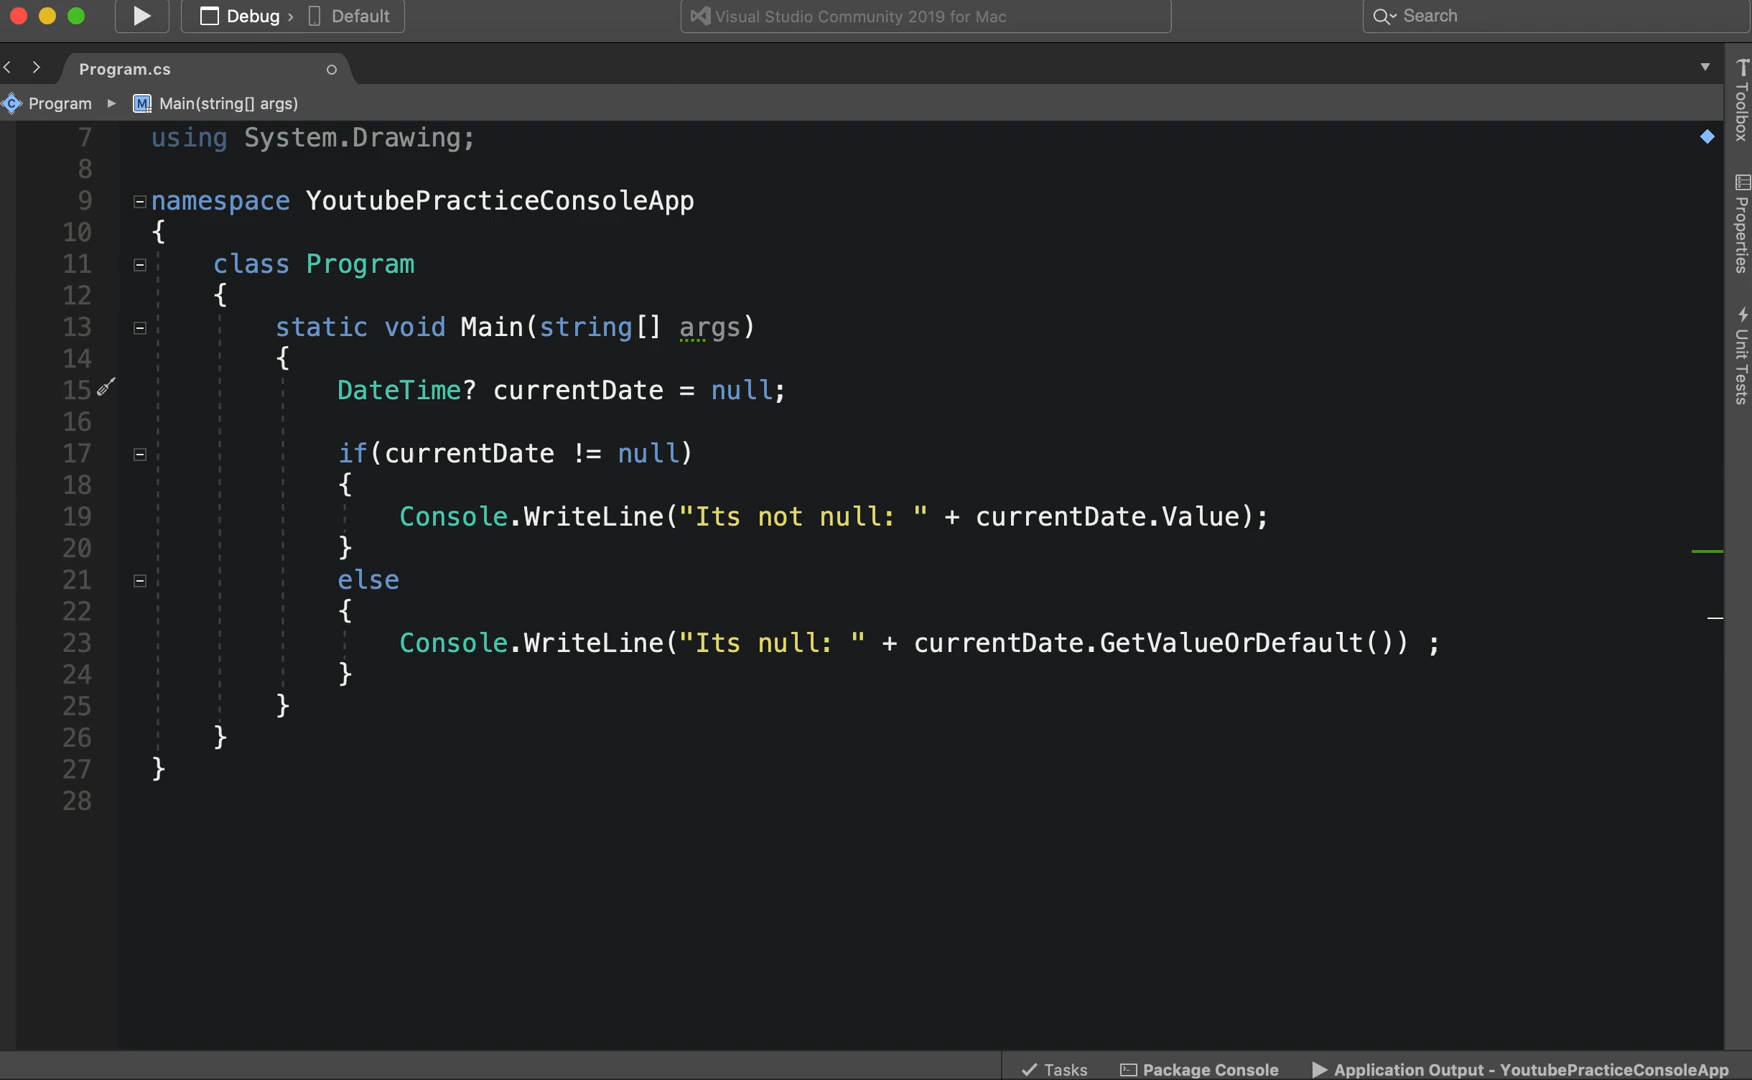 Debug › Default
Visual Studio Community 2019 for Mac
Search
Program.cs
Program
Main(string[] args)
7 using System.Drawing;
8
9 namespace YoutubePracticeConsoleApp
10 {
11 class Program
12 {
13 static void Main(string[] args)
14 {
15 DateTime? currentDate = null;
16
17 if(currentDate != null)
18 {
19 Console.WriteLine("Its not null: " + currentDate.Value);
20 }
21 else
22 {
23 Console.WriteLine("Its null: " + currentDate.GetValueOrDefault()) ;
24 }
25 }
26 }
27 }
28
Toolbox
Properties
Unit Tests
Tasks
Package Console
Application Output - YoutubePracticeConsoleApp